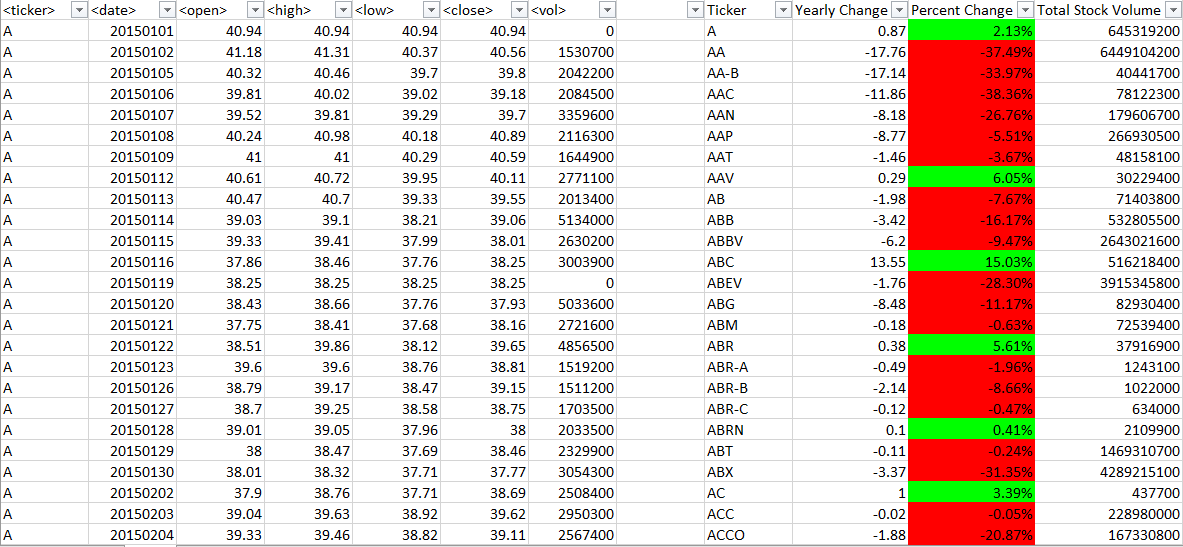 <ticker> <date> <open> <high> <low> <close> <vol> Ticker Yearly Change Percent Change Total Stock Volume
A 20150101 40.94 40.94 40.94 40.94 0 A 0.87 2.13% 645319200
A 20150102 41.18 41.31 40.37 40.56 1530700 AA -17.76 -37.49% 6449104200
A 20150105 40.32 40.46 39.7 39.8 2042200 AA-B -17.14 -33.97% 40441700
A 20150106 39.81 40.02 39.02 39.18 2084500 AAC -11.86 -38.36% 78122300
A 20150107 39.52 39.81 39.29 39.7 3359600 AAN -8.18 -26.76% 179606700
A 20150108 40.24 40.98 40.18 40.89 2116300 AAP -8.77 -5.51% 266930500
A 20150109 41 41 40.29 40.59 1644900 AAT -1.46 -3.67% 48158100
A 20150112 40.61 40.72 39.95 40.11 2771100 AAV 0.29 6.05% 30229400
A 20150113 40.47 40.7 39.33 39.55 2013400 AB -1.98 -7.67% 71403800
A 20150114 39.03 39.1 38.21 39.06 5134000 ABB -3.42 -16.17% 532805500
A 20150115 39.33 39.41 37.99 38.01 2630200 ABBV -6.2 -9.47% 2643021600
A 20150116 37.86 38.46 37.76 38.25 3003900 ABC 13.55 15.03% 516218400
A 20150119 38.25 38.25 38.25 38.25 0 ABEV -1.76 -28.30% 3915345800
A 20150120 38.43 38.66 37.76 37.93 5033600 ABG -8.48 -11.17% 82930400
A 20150121 37.75 38.41 37.68 38.16 2721600 ABM -0.18 -0.63% 72539400
A 20150122 38.51 39.86 38.12 39.65 4856500 ABR 0.38 5.61% 37916900
A 20150123 39.6 39.6 38.76 38.81 1519200 ABR-A -0.49 -1.96% 1243100
A 20150126 38.79 39.17 38.47 39.15 1511200 ABR-B -2.14 -8.66% 1022000
A 20150127 38.7 39.25 38.58 38.75 1703500 ABR-C -0.12 -0.47% 634000
A 20150128 39.01 39.05 37.96 38 2033500 ABRN 0.1 0.41% 2109900
A 20150129 38 38.47 37.69 38.46 2329900 ABT -0.11 -0.24% 1469310700
A 20150130 38.01 38.32 37.71 37.77 3054300 ABX -3.37 -31.35% 4289215100
A 20150202 37.9 38.76 37.71 38.69 2508400 AC 1 3.39% 437700
A 20150203 39.04 39.63 38.92 39.62 2950300 ACC -0.02 -0.05% 228980000
A 20150204 39.33 39.46 38.82 39.11 2567400 ACCO -1.88 -20.87% 167330800